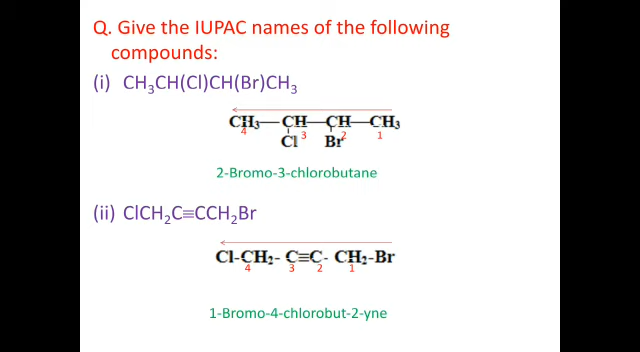 Q. Give the IUPAC names of the following
compounds:
(i) CH₃CH(Cl)CH(Br)CH₃
CH₃—CH—CH—CH₃
4 3 2 1
Cl Br
2-Bromo-3-chlorobutane
(ii) ClCH₂C≡CCH₂Br
Cl-CH₂- C≡C- CH₂-Br
4 3 2 1
1-Bromo-4-chlorobut-2-yne